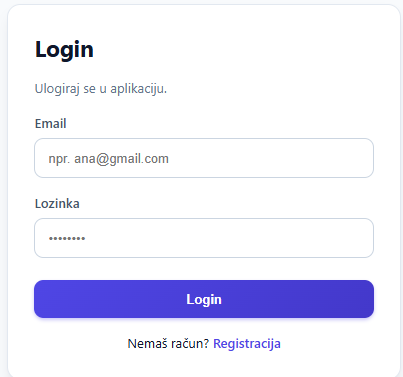 Login
Ulogiraj se u aplikaciju.
Email
npr. ana@gmail.com
Lozinka
••••••••
Login
Nemaš račun? Registracija